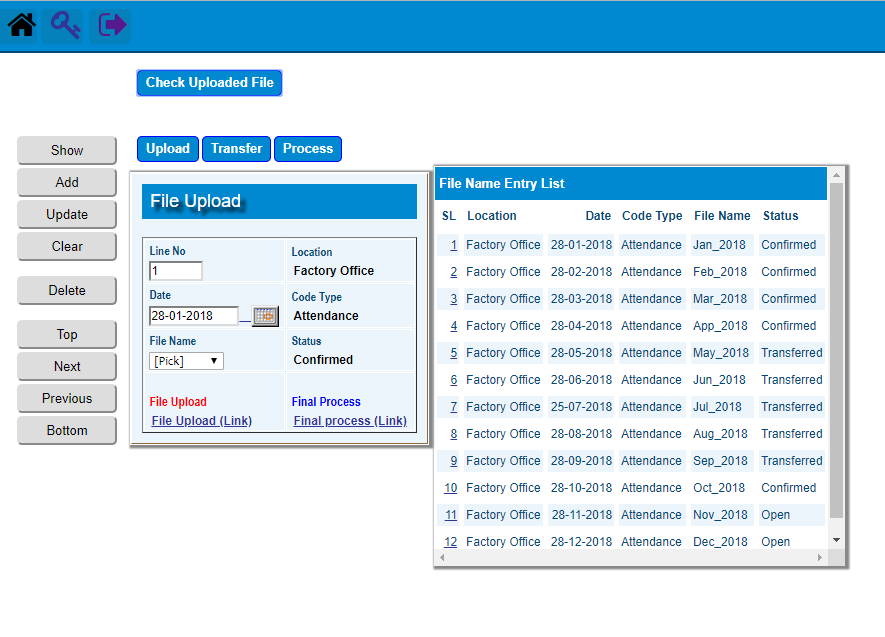 Check Uploaded File
Upload Transfer Process
Show
Add
Update
Clear
Delete
Top
Next
Previous
Bottom
File Upload
Line No Location
1 Factory Office
Date Code Type
28-01-2018 Attendance
File Name Status
[Pick] Confirmed
File Upload Final Process
File Upload (Link) Final process (Link)
File Name Entry List
SL Location Date Code Type File Name Status
1 Factory Office 28-01-2018 Attendance Jan_2018 Confirmed
2 Factory Office 28-02-2018 Attendance Feb_2018 Confirmed
3 Factory Office 28-03-2018 Attendance Mar_2018 Confirmed
4 Factory Office 28-04-2018 Attendance App_2018 Confirmed
5 Factory Office 28-05-2018 Attendance May_2018 Transferred
6 Factory Office 28-06-2018 Attendance Jun_2018 Transferred
7 Factory Office 25-07-2018 Attendance Jul_2018 Transferred
8 Factory Office 28-08-2018 Attendance Aug_2018 Transferred
9 Factory Office 28-09-2018 Attendance Sep_2018 Transferred
10 Factory Office 28-10-2018 Attendance Oct_2018 Confirmed
11 Factory Office 28-11-2018 Attendance Nov_2018 Open
12 Factory Office 28-12-2018 Attendance Dec_2018 Open